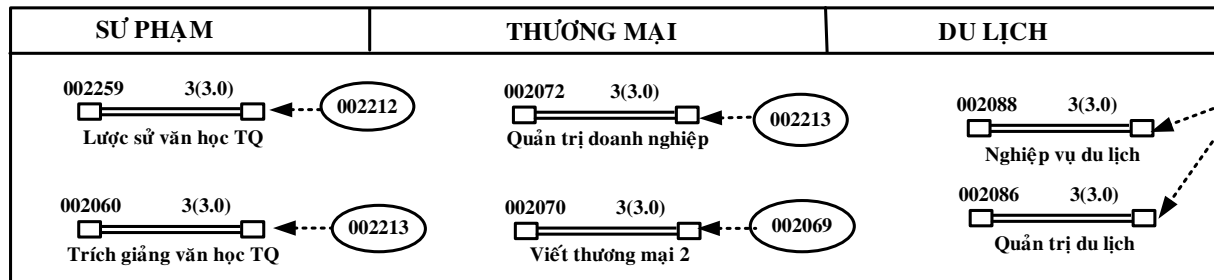 SƯ PHẠM THƯƠNG MẠI DU LỊCH
002259 3(3.0)
002212
Lược sử văn học TQ
002060 3(3.0)
002213
Trích giảng văn học TQ
002072 3(3.0)
002213
Quản trị doanh nghiệp
002070 3(3.0)
002069
Viết thương mại 2
002088 3(3.0)
Nghiệp vụ du lịch
002086 3(3.0)
Quản trị du lịch